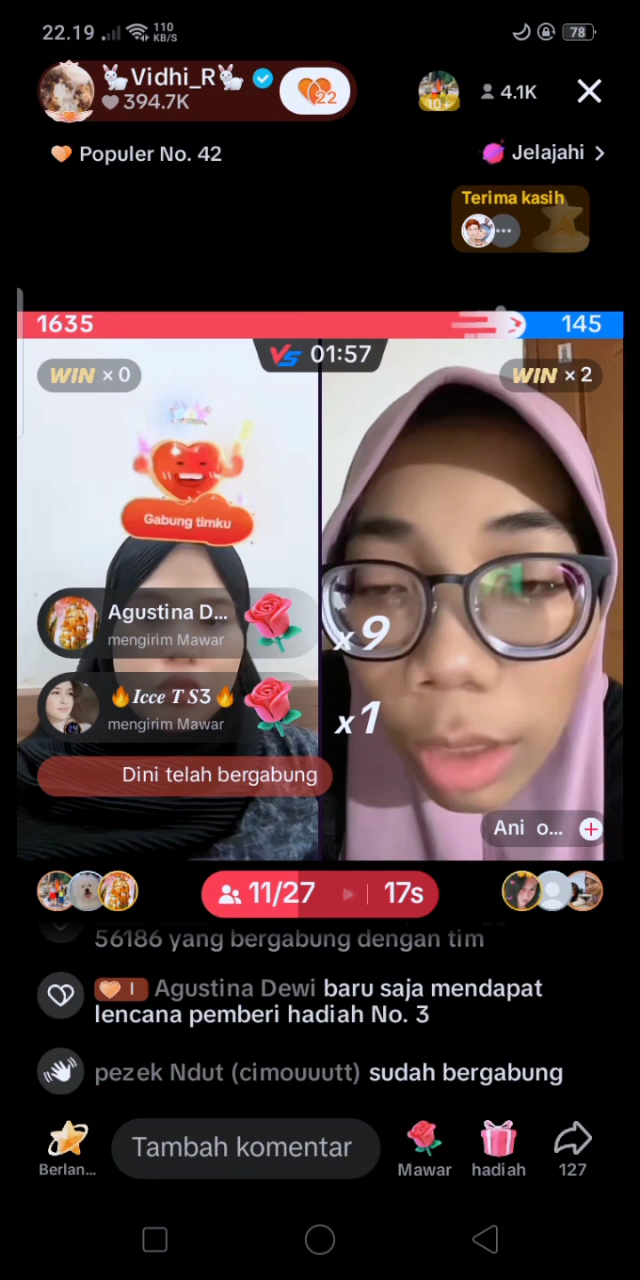 22.19
110
KB/S
78
🐇Vidhi_R🐇
394.7K
22
10+
4.1K
Populer No. 42
Jelajahi
Terima kasih
1635
145
VS 01:57
WIN × 0
WIN × 2
Gabung timku
Agustina D...
mengirim Mawar
x9
🔥Icce T S3🔥
mengirim Mawar
x1
Dini telah bergabung
Ani o...
11/27
17s
56186 yang bergabung dengan tim
I Agustina Dewi baru saja mendapat
lencana pemberi hadiah No. 3
pezek Ndut (cimouuutt) sudah bergabung
Berlan...
Tambah komentar
Mawar
hadiah
127